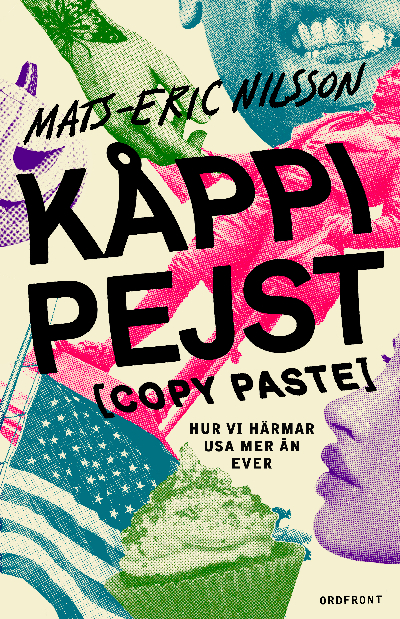 MATS-ERIC NILSSON
KÅPPI
PEJST
[COPY PASTE]
HUR VI HÄRMAR
USA MER ÄN
EVER
ORDFRONT